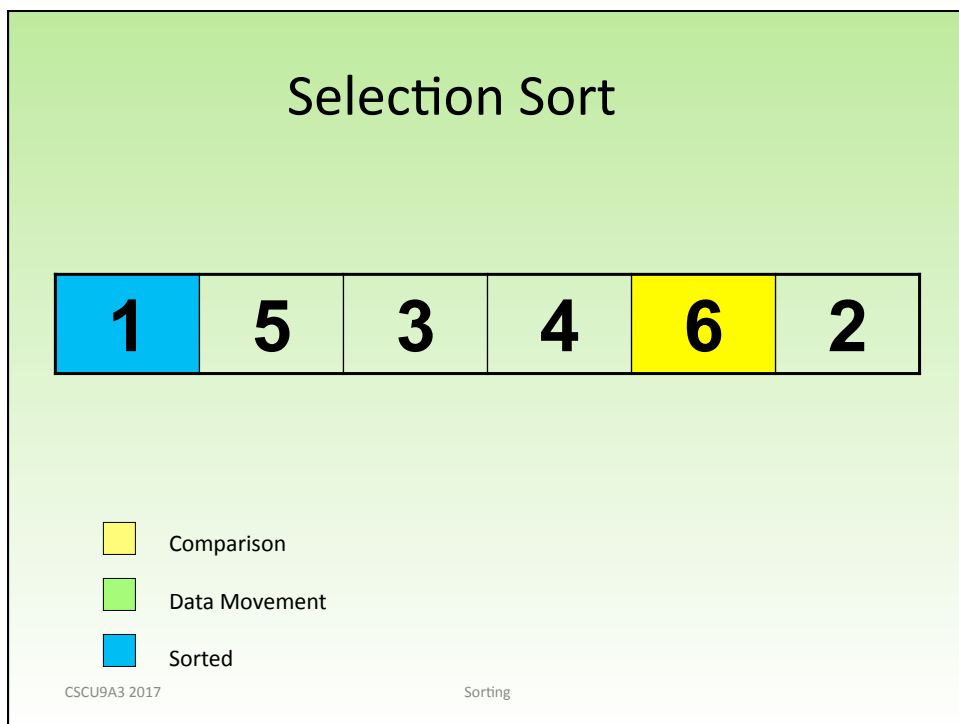 Selection Sort
1 5 3 4 6 2
Comparison
Data Movement
Sorted
CSCU9A3 2017 Sorting